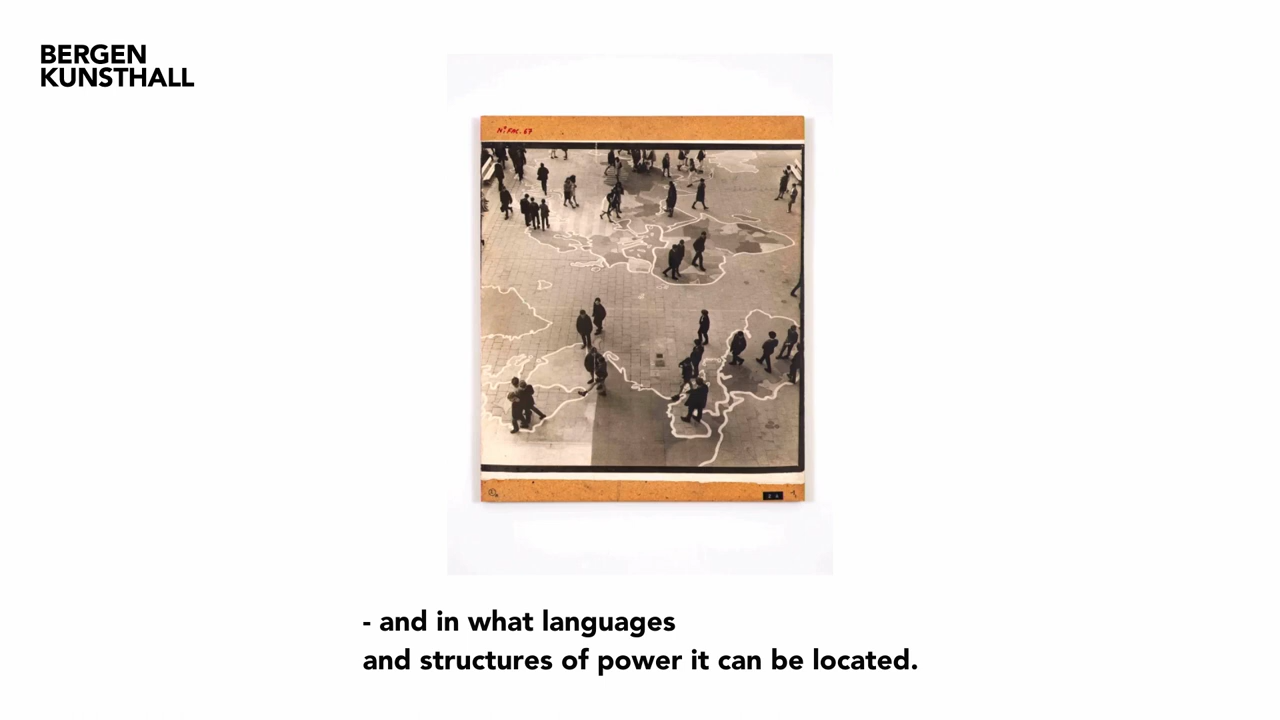 BERGEN
KUNSTHALL
- and in what languages
and structures of power it can be located.